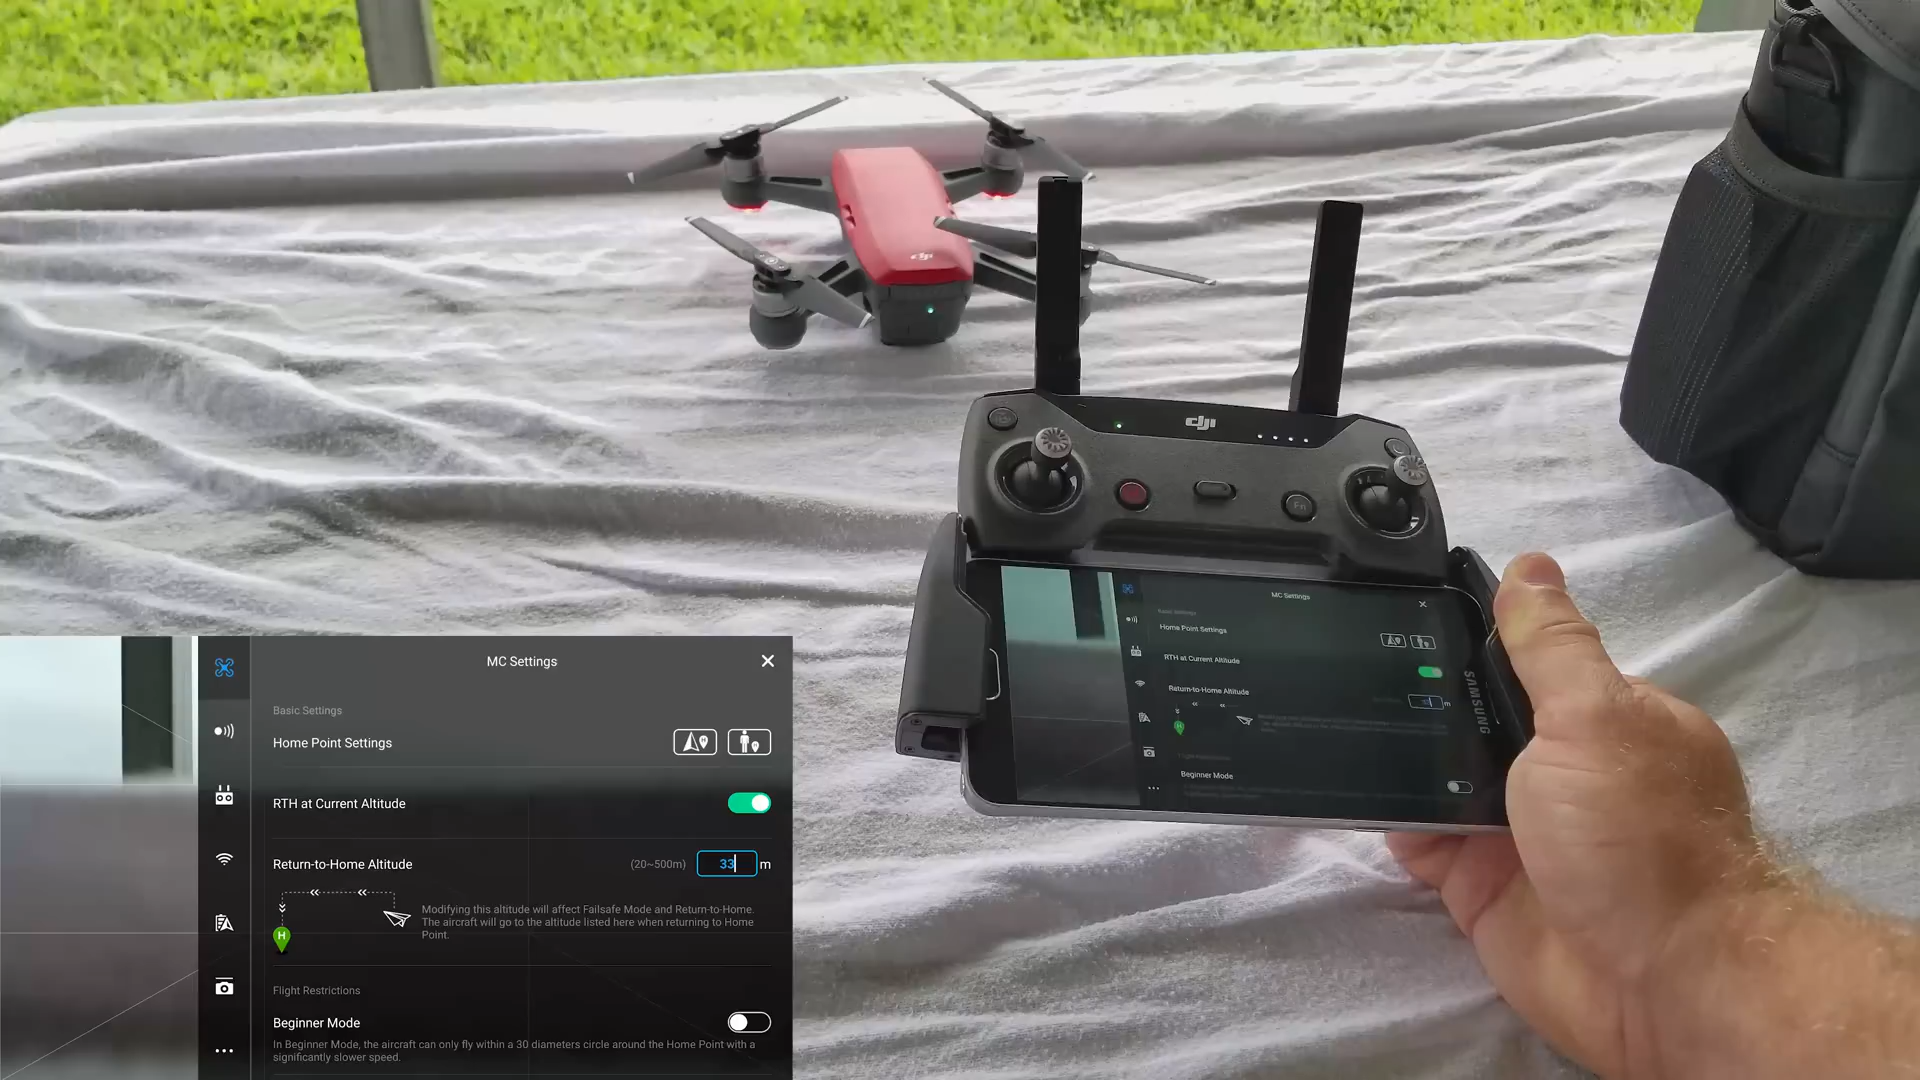 dji
dji
Fn
MC Settings
Basic Settings
Home Point Settings
RTH at Current Altitude
Return-to-Home Altitude
m
Beginner Mode
SAMSUNG
MC Settings
Basic Settings
Home Point Settings
H
RTH at Current Altitude
Return-to-Home Altitude (20~500m) 33 m
Modifying this altitude will affect Failsafe Mode and Return-to-Home.
The aircraft will go to the altitude listed here when returning to Home
Point.
H
Flight Restrictions
Beginner Mode
In Beginner Mode, the aircraft can only fly within a 30 diameters circle around the Home Point with a
significantly slower speed.